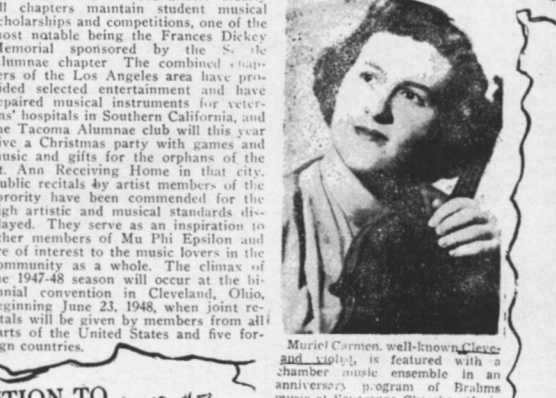 ll chapters maintain student musical
cholarships and competitions, one of the
nost notable being the Frances Dickey
Memorial sponsored by the
lumnae chapter The combined chap-
ers of the Los Angeles area have pro-
ided selected entertainment and have
epaired musical instruments for veter-
ns' hospitals in Southern California, and
he Tacoma Alumnae club will this year
ive a Christmas party with games and
usic and gifts for the orphans of the
t. Ann Receiving Home in that city.
ublic recitals by artist members of the
orority have been commended for the
igh artistic and musical standards dis-
layed. They serve as an inspiration to
ther members of Mu Phi Epsilon and
re of interest to the music lovers in the
ommunity as a whole. The climax of
he 1947-48 season will occur at the bi-
nnial convention in Cleveland, Ohio,
eginning June 23, 1948, when joint re-
itals will be given by members from all
arts of the United States and five for-
ign countries.
TION TO
Muriel Carmen, well-known Cleve-
and violist, is featured with a
chamber music ensemble in an
anniversary program of Brahms